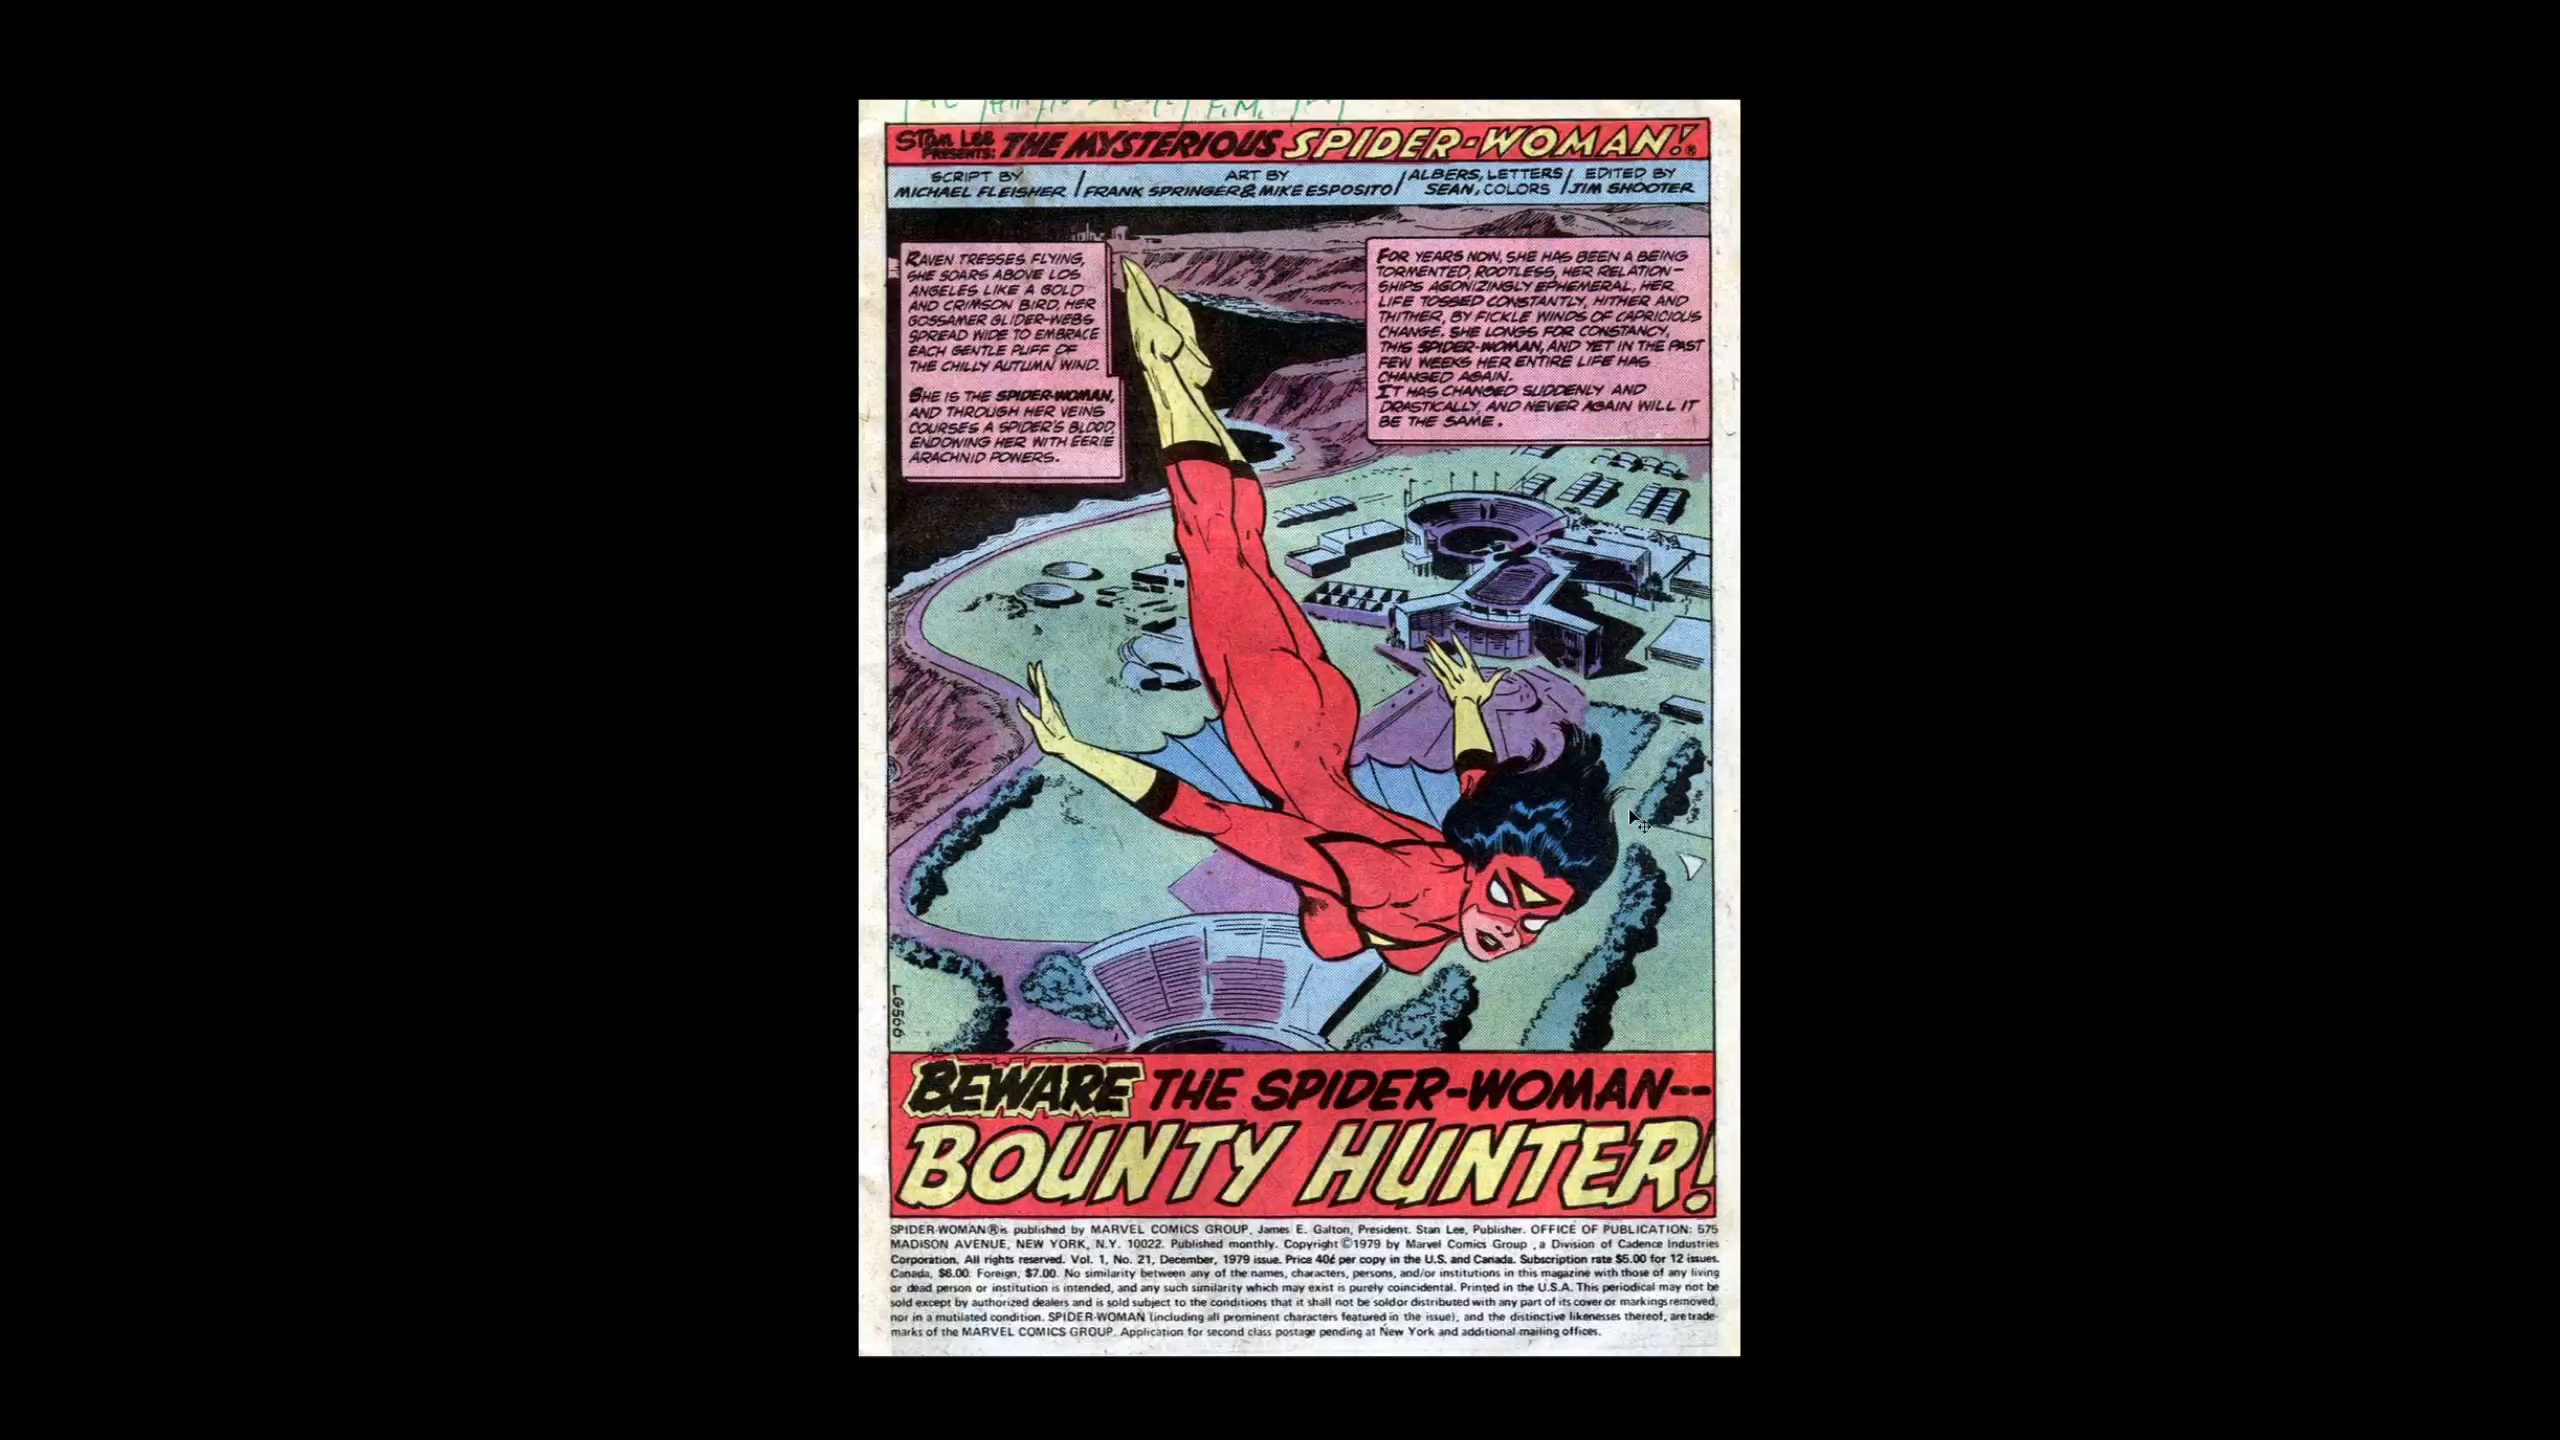 STAN LEE
PRESENTS: THE MYSTERIOUS SPIDER-WOMAN!®
SCRIPT BY
MICHAEL FLEISHER
ART BY
FRANK SPRINGER & MIKE ESPOSITO
ALBERS, LETTERS
SEAN, COLORS
EDITED BY
JIM SHOOTER
RAVEN TRESSES FLYING,
SHE SOARS ABOVE LOS
ANGELES LIKE A GOLD
AND CRIMSON BIRD, HER
GOSSAMER GLIDER-WEBS
SPREAD WIDE TO EMBRACE
EACH GENTLE PUFF OF
THE CHILLY AUTUMN WIND.
SHE IS THE SPIDER-WOMAN,
AND THROUGH HER VEINS
COURSES A SPIDER'S BLOOD,
ENDOWING HER WITH EERIE
ARACHNID POWERS.
FOR YEARS NOW, SHE HAS BEEN A BEING
TORMENTED, ROOTLESS, HER RELATION-
SHIPS AGONIZINGLY EPHEMERAL, HER
LIFE TOSSED CONSTANTLY, HITHER AND
THITHER, BY FICKLE WINDS OF CAPRICIOUS
CHANGE. SHE LONGS FOR CONSTANCY,
THIS SPIDER-WOMAN, AND YET IN THE PAST
FEW WEEKS HER ENTIRE LIFE HAS
CHANGED AGAIN.
IT HAS CHANGED SUDDENLY AND
DRASTICALLY, AND NEVER AGAIN WILL IT
BE THE SAME.
LG566
BEWARE THE SPIDER-WOMAN--
BOUNTY HUNTER!
SPIDER-WOMAN® is published by MARVEL COMICS GROUP, James E. Galton, President. Stan Lee, Publisher. OFFICE OF PUBLICATION: 575
MADISON AVENUE, NEW YORK, N.Y. 10022. Published monthly. Copyright ©1979 by Marvel Comics Group, a Division of Cadence Industries
Corporation. All rights reserved. Vol. 1, No. 21, December, 1979 issue. Price 40¢ per copy in the U.S. and Canada. Subscription rate $5.00 for 12 issues.
Canada, $6.00. Foreign, $7.00. No similarity between any of the names, characters, persons, and/or institutions in this magazine with those of any living
or dead person or institution is intended, and any such similarity which may exist is purely coincidental. Printed in the U.S.A. This periodical may not be
sold except by authorized dealers and is sold subject to the conditions that it shall not be sold or distributed with any part of its cover or markings removed,
nor in a mutilated condition. SPIDER-WOMAN (including all prominent characters featured in the issue), and the distinctive likenesses thereof, are trade-
marks of the MARVEL COMICS GROUP. Application for second class postage pending at New York and additional mailing offices.